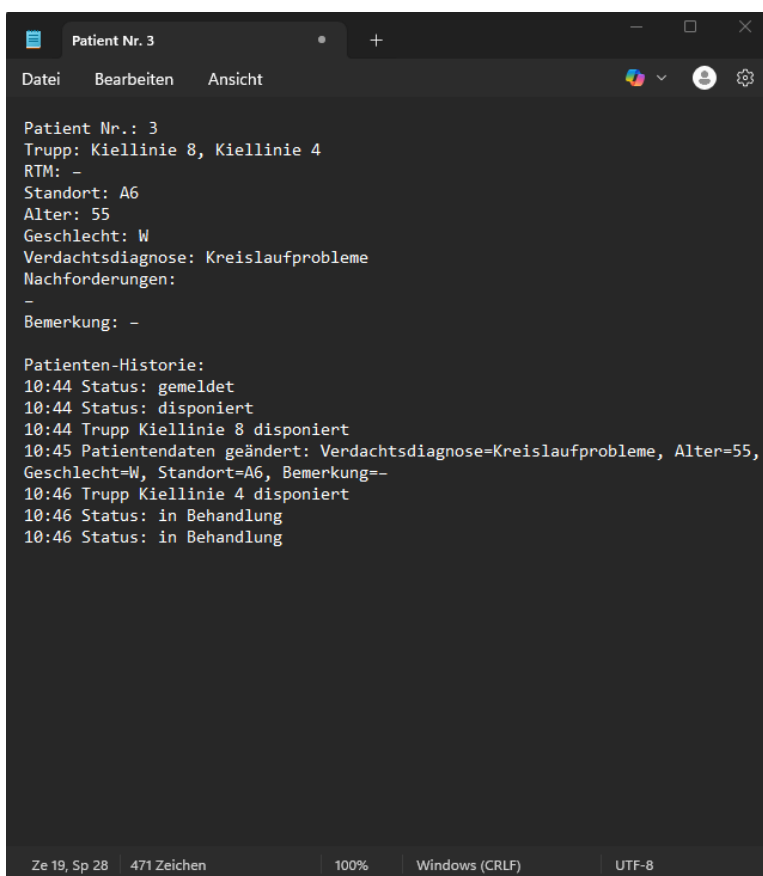 Patient Nr. 3
Datei Bearbeiten Ansicht
Patient Nr.: 3
Trupp: Kiellinie 8, Kiellinie 4
RTM: –
Standort: A6
Alter: 55
Geschlecht: W
Verdachtsdiagnose: Kreislaufprobleme
Nachforderungen:
–
Bemerkung: –
Patienten-Historie:
10:44 Status: gemeldet
10:44 Status: disponiert
10:44 Trupp Kiellinie 8 disponiert
10:45 Patientendaten geändert: Verdachtsdiagnose=Kreislaufprobleme, Alter=55,
Geschlecht=W, Standort=A6, Bemerkung=–
10:46 Trupp Kiellinie 4 disponiert
10:46 Status: in Behandlung
10:46 Status: in Behandlung
Ze 19, Sp 28 471 Zeichen 100% Windows (CRLF) UTF-8